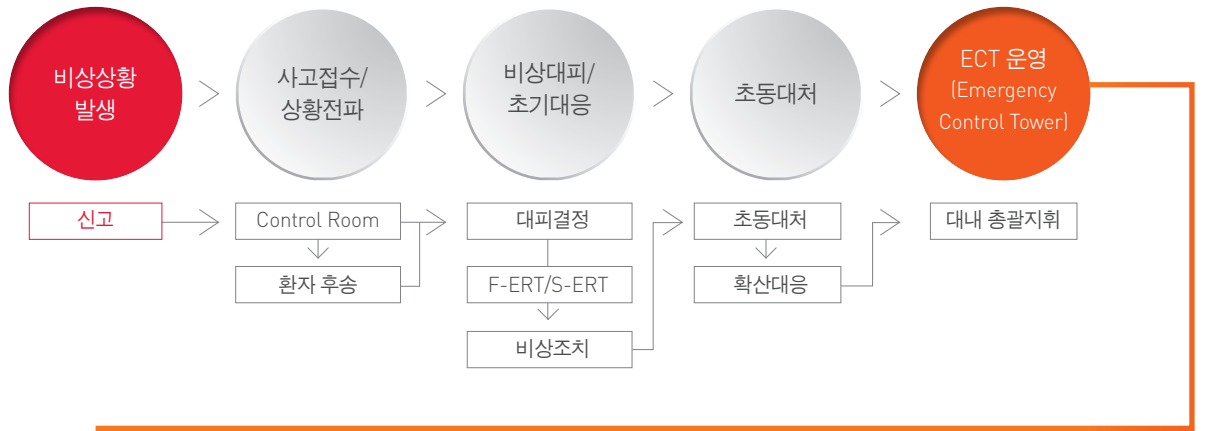 비상상황
발생
사고접수/
상황전파
비상대피/
초기대응
초동대처
ECT 운영
(Emergency
Control Tower)
신고
Control Room
환자 후송
대피결정
F-ERT/S-ERT
비상조치
초동대처
확산대응
대내 총괄지휘